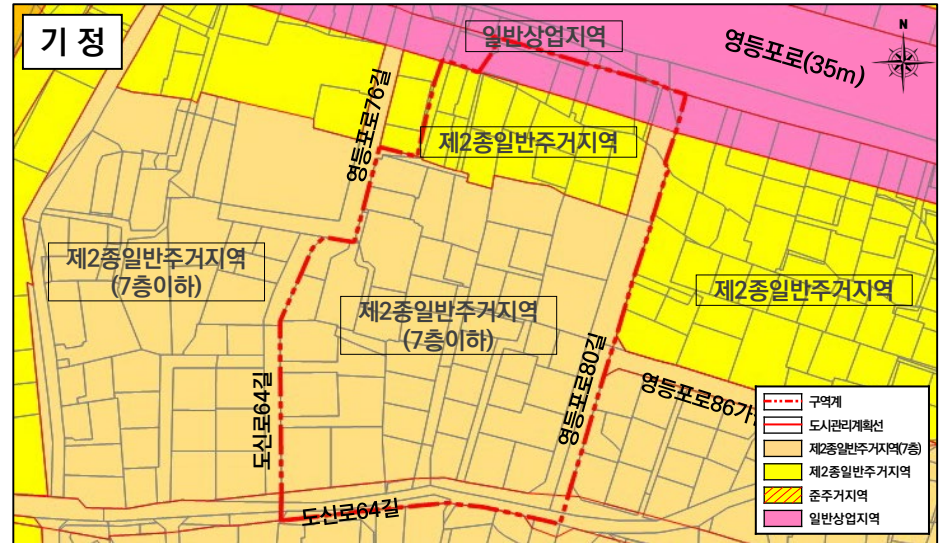 기 정
일반상업지역
영등포로(35m)
N
영등포로76길
제2종일반주거지역
제2종일반주거지역
(7층이하)
제2종일반주거지역
(7층이하)
제2종일반주거지역
도신로64길
영등포로80길
영등포로86가
도신로64길
구역계
도시관리계획선
제2종일반주거지역(7층)
제2종일반주거지역
준주거지역
일반상업지역